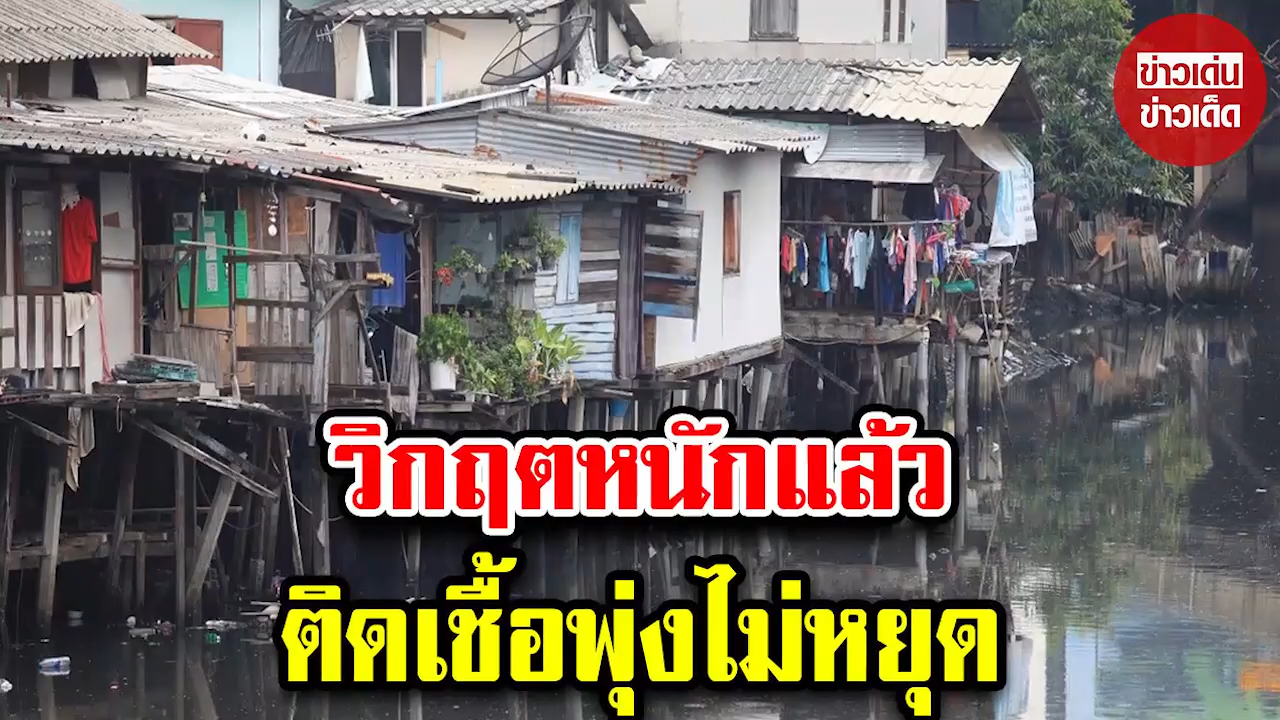 ข่าวเด่น
ข่าวเด็ด
วิกฤตหนักแล้ว
ติดเชื้อพุ่งไม่หยุด